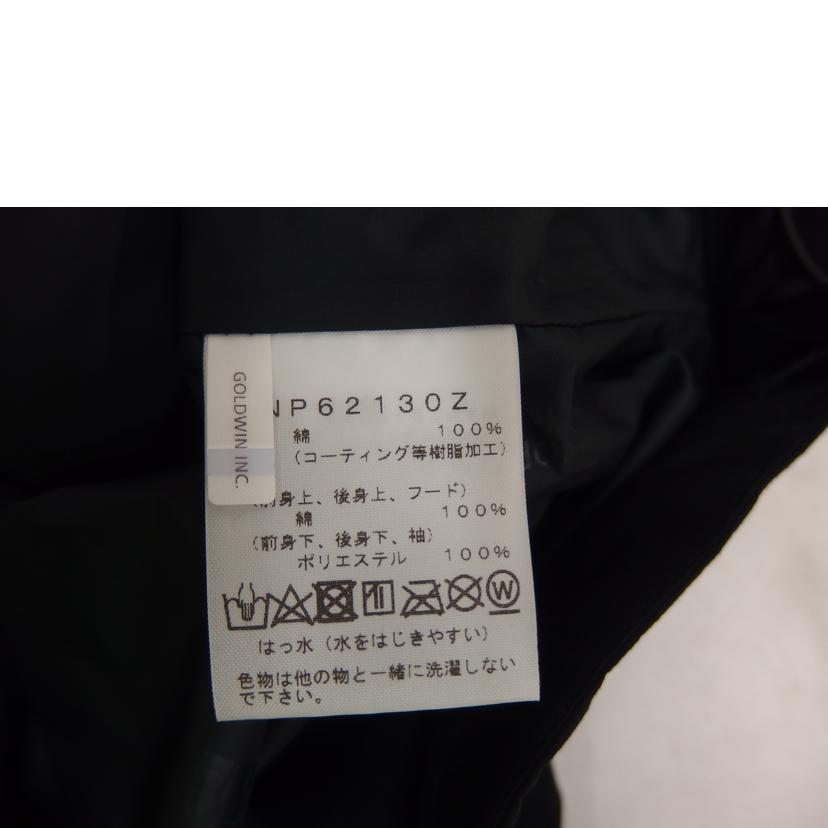 GOLDWIN INC.
NP62130Z
綿 100%
(コーティング等樹脂加工)
(前身上、後身上、フード)
綿 100%
(前身下、後身下、袖)
ポリエステル 100%
W
はっ水(水をはじきやすい)
色物は他の物と一緒に洗濯しない
で下さい。